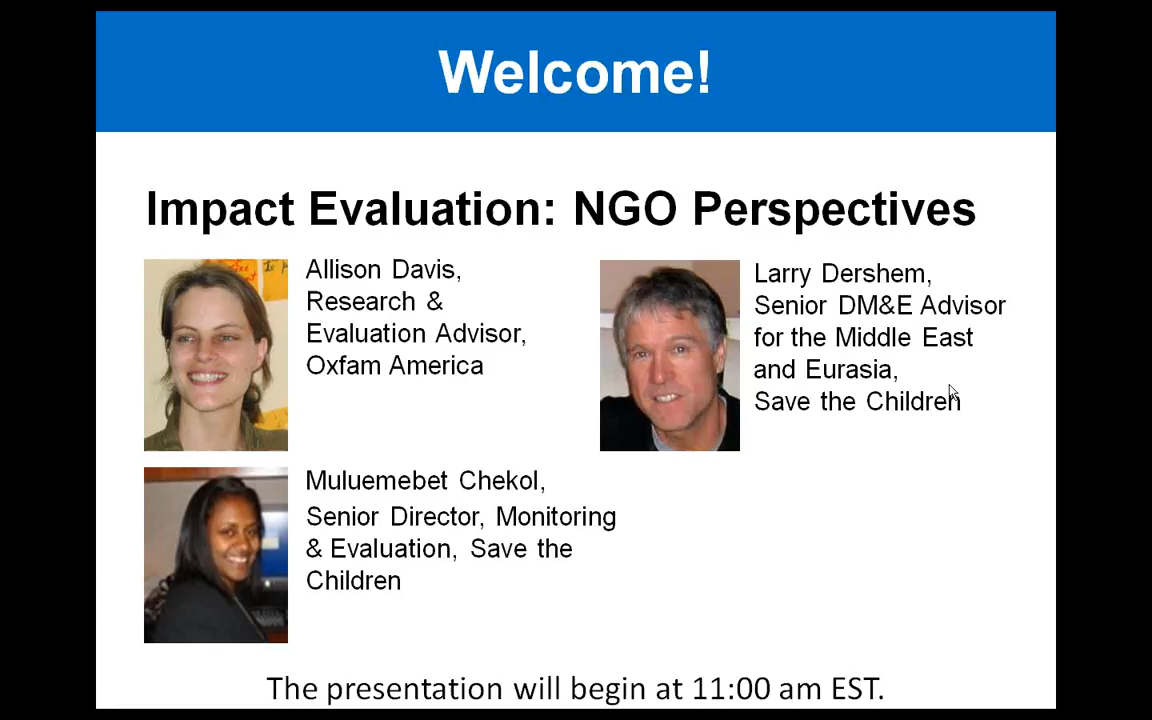 Welcome!
Impact Evaluation: NGO Perspectives
Allison Davis,
Research &
Evaluation Advisor,
Oxfam America
Larry Dershem,
Senior DM&E Advisor
for the Middle East
and Eurasia,
Save the Children
Muluemebet Chekol,
Senior Director, Monitoring
& Evaluation, Save the
Children
The presentation will begin at 11:00 am EST.